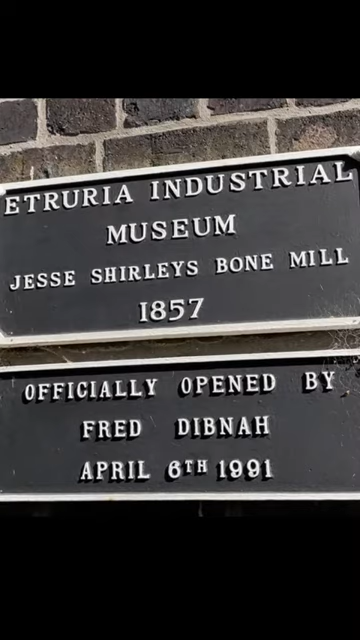 ETRURIA INDUSTRIAL
MUSEUM
JESSE SHIRLEYS BONE MILL
1857
OFFICIALLY OPENED BY
FRED DIBNAH
APRIL 6TH 1991